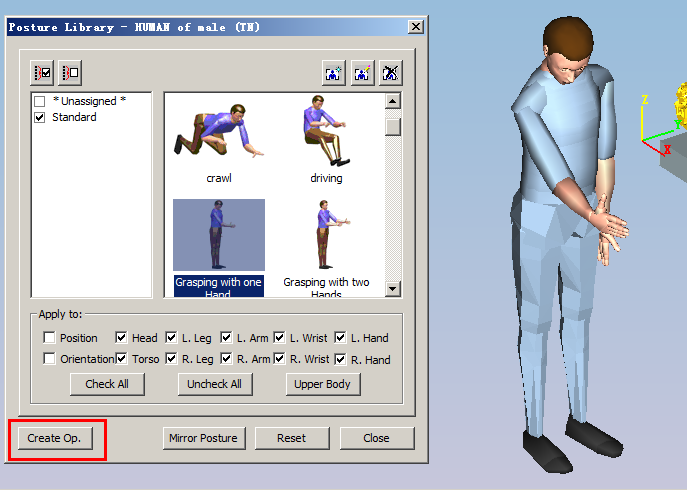 Posture Library - HUMAN of male (TN)
*Unassigned *
Standard
crawl
driving
Grasping with one
Hand
Grasping with two
Hands
Apply to:
Position
Head
L. Leg
L. Arm
L. Wrist
L. Hand
Orientation
Torso
R. Leg
R. Arm
R. Wrist
R. Hand
Check All
Uncheck All
Upper Body
Create Op.
Mirror Posture
Reset
Close
Z
Y
X